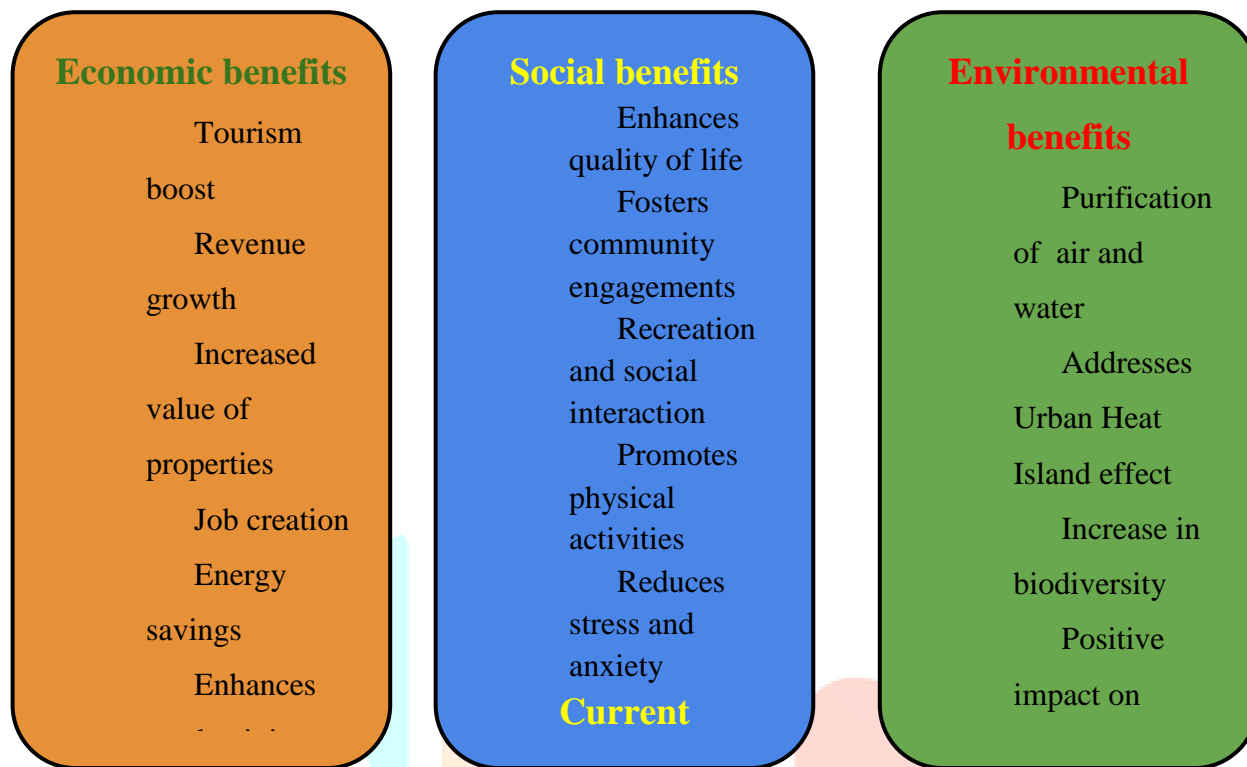 Economic benefits
Tourism
boost
Revenue
growth
Increased
value of
properties
Job creation
Energy
savings
Enhances
Social benefits
Enhances
quality of life
Fosters
community
engagements
Recreation
and social
interaction
Promotes
physical
activities
Reduces
stress and
anxiety
Current
Environmental
benefits
Purification
of air and
water
Addresses
Urban Heat
Island effect
Increase in
biodiversity
Positive
impact on